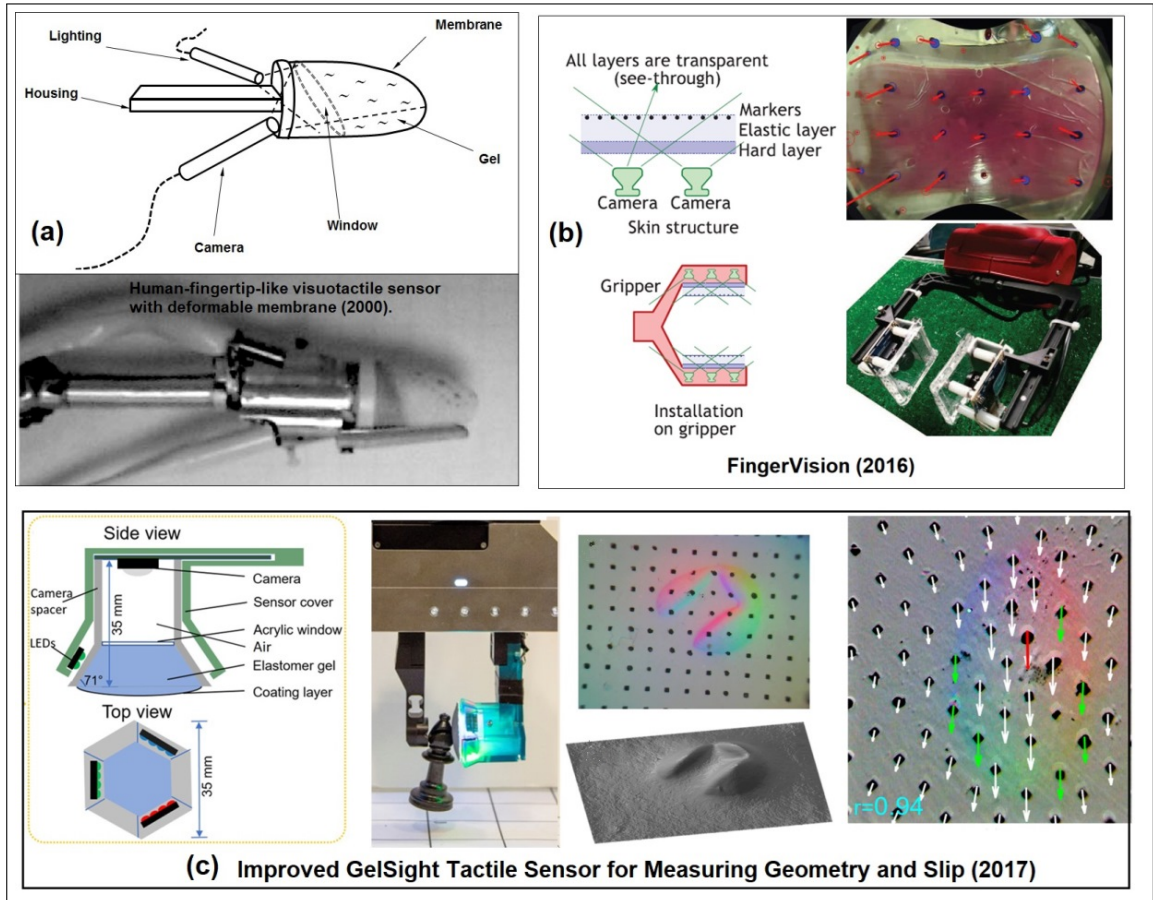 Lighting
Membrane
Housing
Gel
Window
Camera
(a)
Human-fingertip-like visuotactile sensor
with deformable membrane (2000).
All layers are transparent
(see-through)
Markers
Elastic layer
Hard layer
Camera Camera
Skin structure
(b)
Gripper
Installation
on gripper
FingerVision (2016)
Side view
Camera
Camera
spacer
35 mm
Sensor cover
Acrylic window
LEDs
Air
Elastomer gel
71°
Coating layer
Top view
35 mm
r=0.94
(c) Improved GelSight Tactile Sensor for Measuring Geometry and Slip (2017)